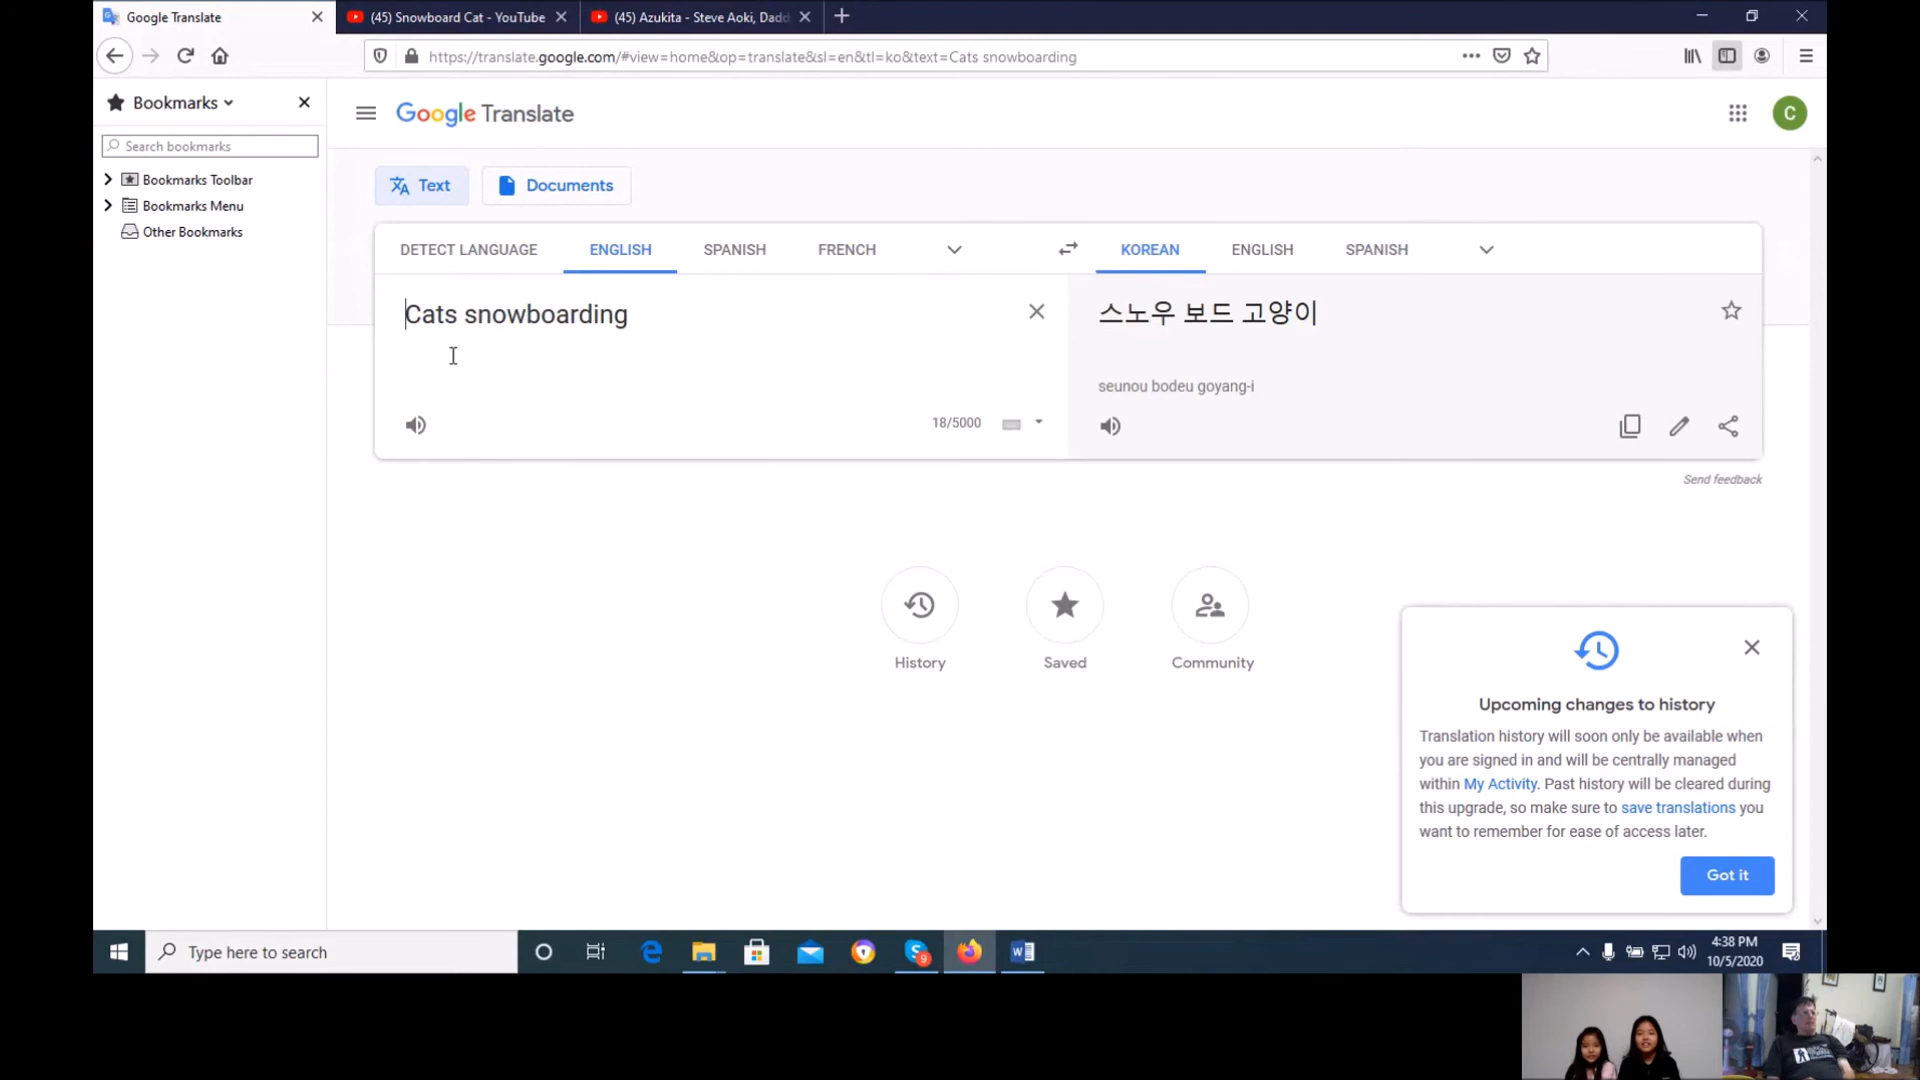 Google Translate
(45) Snowboard Cat - YouTube
(45) Azukita - Steve Aoki, Dadd
https://translate.google.com/#view=home&op=translate&sl=en&tl=ko&text=Cats snowboarding
Bookmarks
Search bookmarks
Bookmarks Toolbar
Bookmarks Menu
Other Bookmarks
Google Translate
C
Text
Documents
DETECT LANGUAGE
ENGLISH
SPANISH
FRENCH
KOREAN
ENGLISH
SPANISH
Cats snowboarding
스노우 보드 고양이
seunou bodeu goyang-i
18/5000
Send feedback
History
Saved
Community
Upcoming changes to history
Translation history will soon only be available when
you are signed in and will be centrally managed
within My Activity. Past history will be cleared during
this upgrade, so make sure to save translations you
want to remember for ease of access later.
Got it
Type here to search
9
4:38 PM
10/5/2020